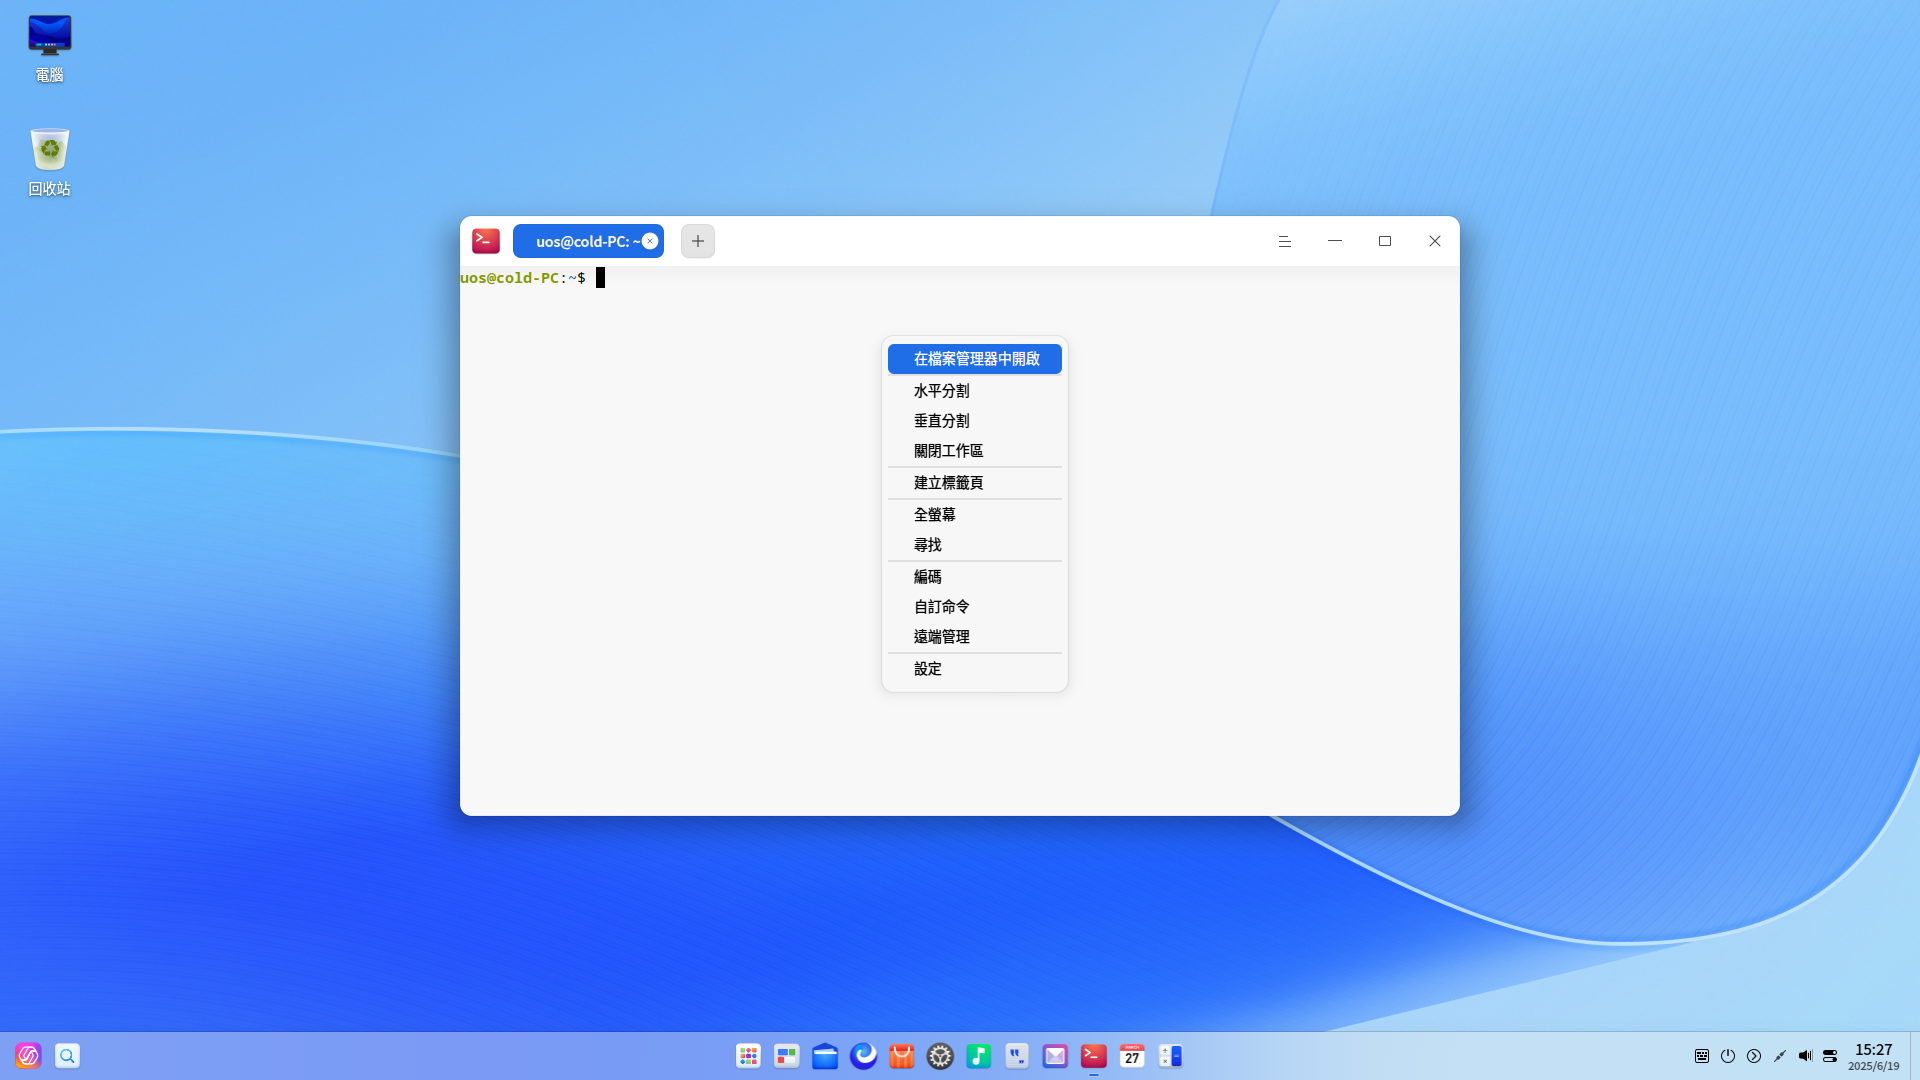 電腦
回收站
uos@cold-PC: ~
uos@cold-PC:~$
在檔案管理器中開啟
水平分割
垂直分割
關閉工作區
建立標籤頁
全螢幕
尋找
編碼
自訂命令
遠端管理
設定
27
15:27
2025/6/19